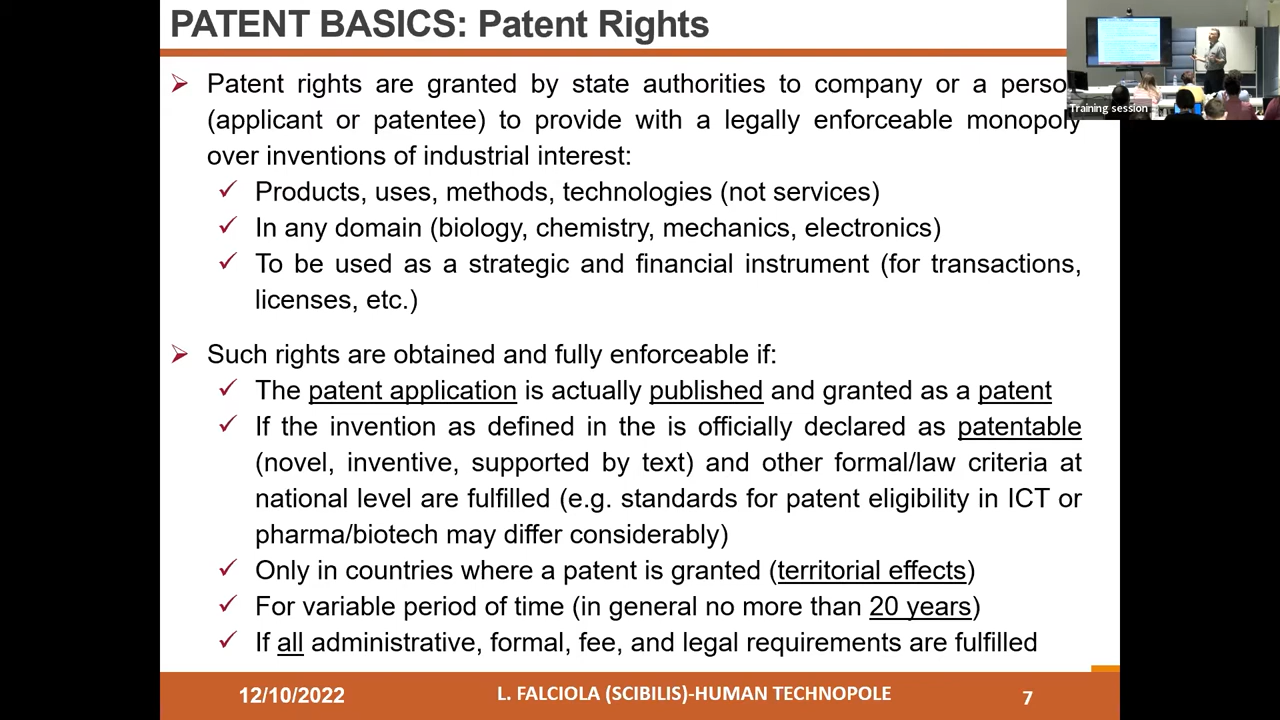 PATENT BASICS: Patent Rights
Patent rights are granted by state authorities to company or a person
(applicant or patentee) to provide with a legally enforceable monopoly
over inventions of industrial interest:
Products, uses, methods, technologies (not services)
In any domain (biology, chemistry, mechanics, electronics)
To be used as a strategic and financial instrument (for transactions,
licenses, etc.)
Such rights are obtained and fully enforceable if:
The patent application is actually published and granted as a patent
If the invention as defined in the is officially declared as patentable
(novel, inventive, supported by text) and other formal/law criteria at
national level are fulfilled (e.g. standards for patent eligibility in ICT or
pharma/biotech may differ considerably)
Only in countries where a patent is granted (territorial effects)
For variable period of time (in general no more than 20 years)
If all administrative, formal, fee, and legal requirements are fulfilled
12/10/2022 L. FALCIOLA (SCIBILIS)-HUMAN TECHNOPOLE 7
Training session